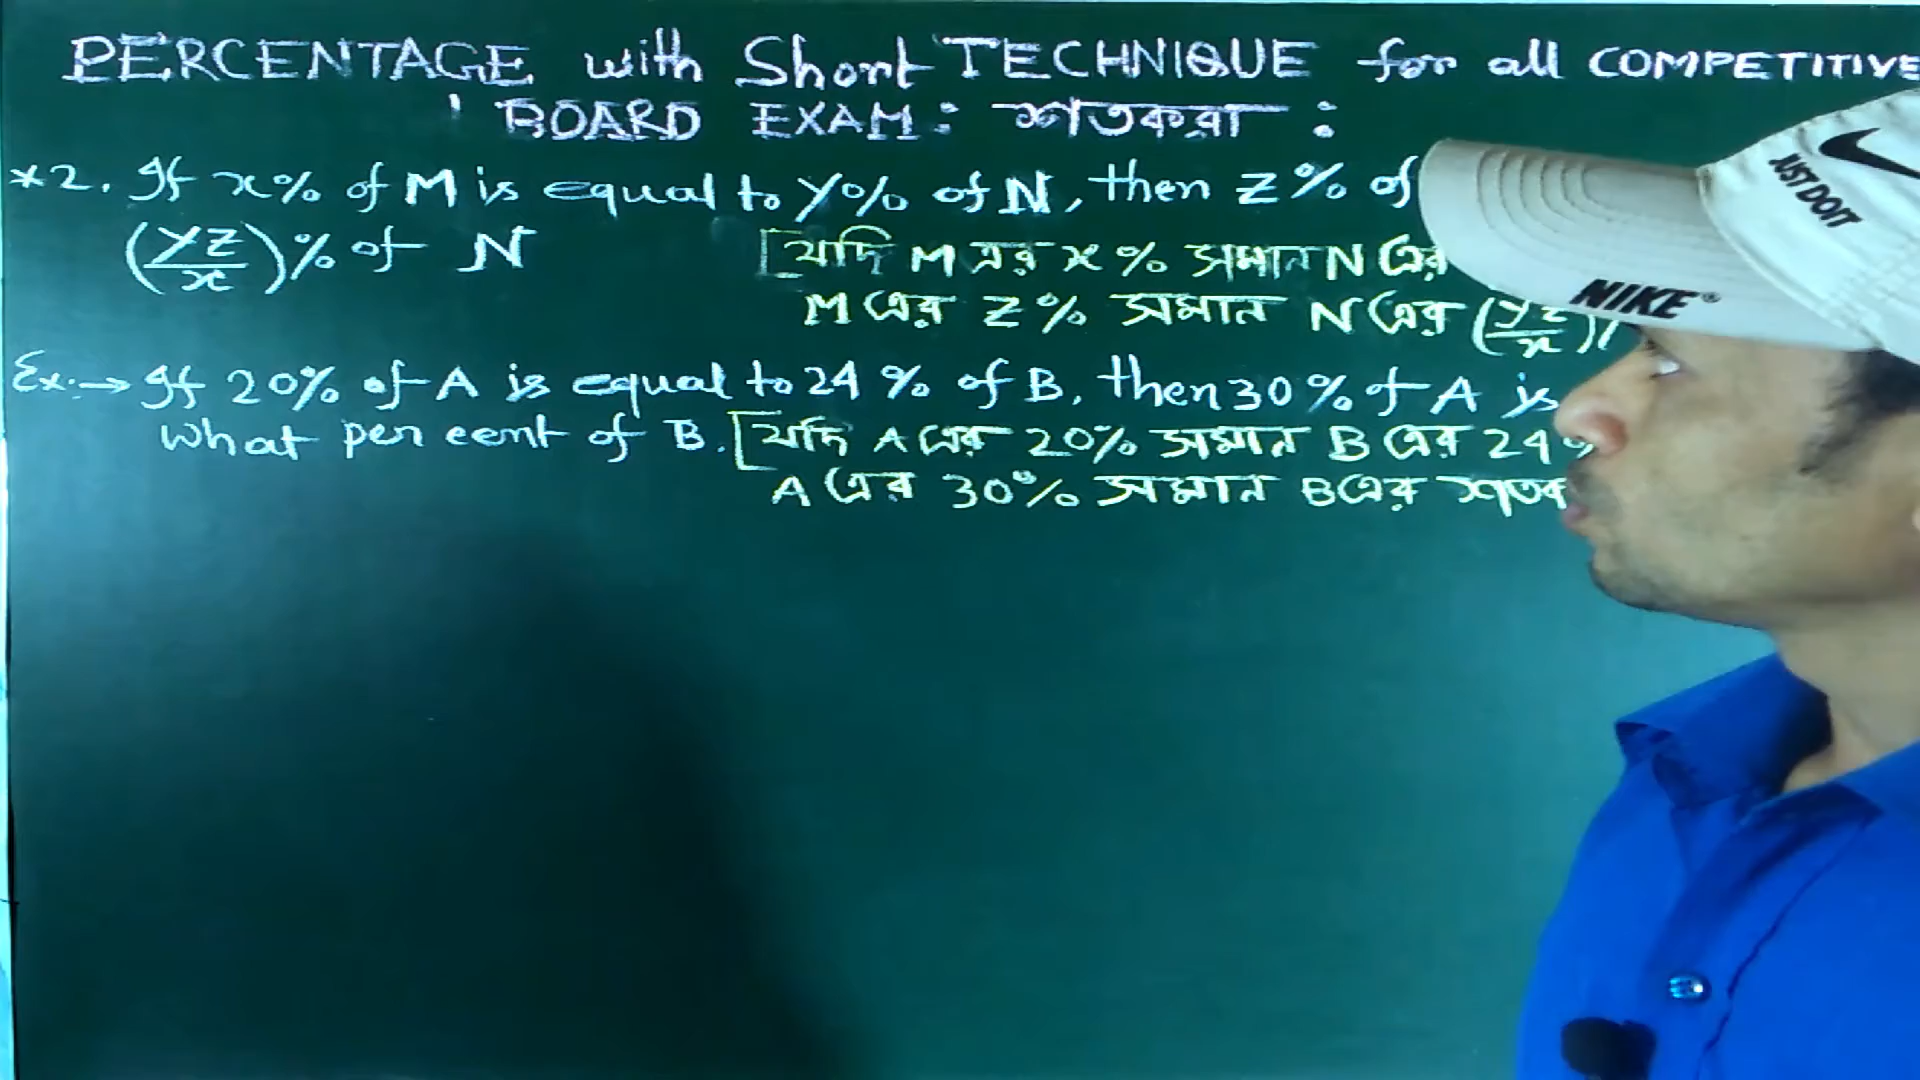 PERCENTAGE with Short TECHNIQUE for all COMPETITIVE
BOARD EXAM: শতকরা :
*2. If x% of M is equal to Y% of N, then Z% of
(YZ/x)% of N
[যদি M এর x% সমান N এর
M এর Z% সমান N এর (YZ/x)
Ex:→ If 20% of A is equal to 24% of B, then 30% of A is
What per cent of B. [যদি A এর 20% সমান B এর 24%
A এর 30% সমান B এর শতক
JUST DO IT
NIKE®